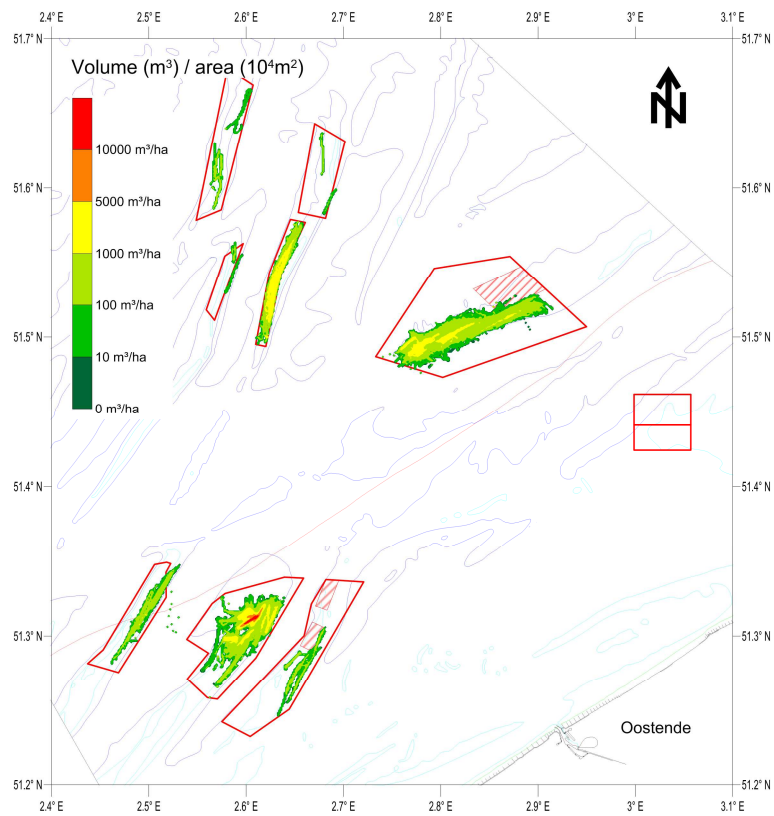 2.4° E 2.5° E 2.6° E 2.7° E 2.8° E 2.9° E 3° E 3.1° E
51.7° N 51.7° N
Volume (m³) / area (10⁴m²)
N
10000 m³/ha
51.6° N 51.6° N
5000 m³/ha
1000 m³/ha
100 m³/ha
51.5° N 51.5° N
10 m³/ha
0 m³/ha
51.4° N 51.4° N
51.3° N 51.3° N
Oostende
51.2° N 51.2° N
2.4° E 2.5° E 2.6° E 2.7° E 2.8° E 2.9° E 3° E 3.1° E